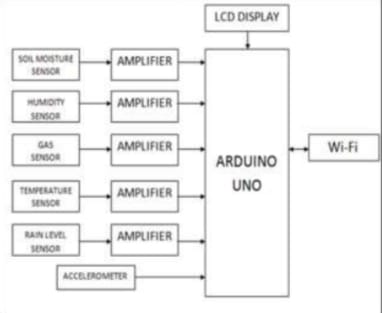 LCD DISPLAY
SOIL MOISTURE
SENSOR
AMPLIFIER
HUMIDITY
SENSOR
AMPLIFIER
GAS
SENSOR
AMPLIFIER
ARDUINO
UNO
Wi-Fi
TEMPERATURE
SENSOR
AMPLIFIER
RAIN LEVEL
SENSOR
AMPLIFIER
ACCELEROMETER